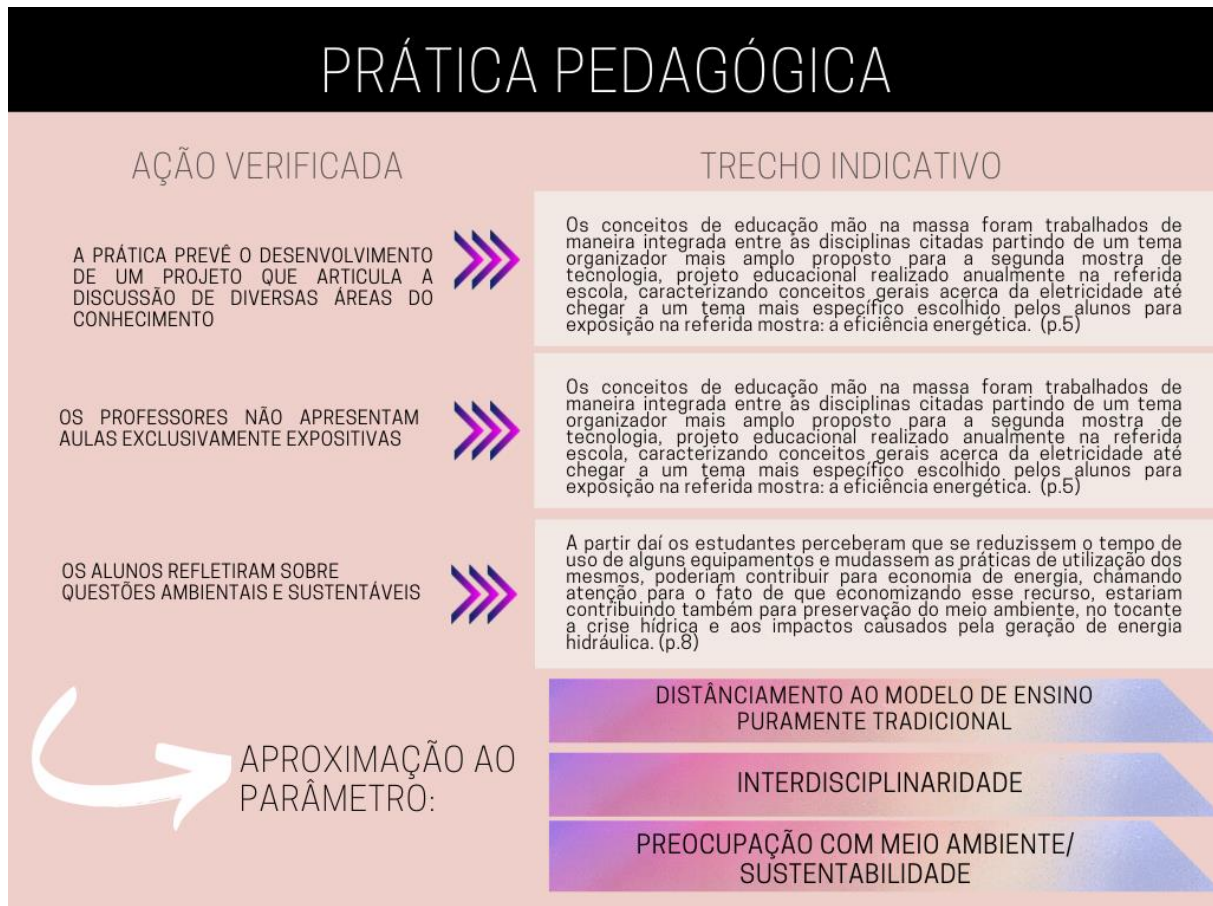 PRÁTICA PEDAGÓGICA
AÇÃO VERIFICADA
TRECHO INDICATIVO
A PRÁTICA PREVÊ O DESENVOLVIMENTO
DE UM PROJETO QUE ARTICULA A
DISCUSSÃO DE DIVERSAS ÁREAS DO
CONHECIMENTO
Os conceitos de educação mão na massa foram trabalhados de
maneira integrada entre as disciplinas citadas partindo de um tema
organizador mais amplo proposto para a segunda mostra de
tecnologia, projeto educacional realizado anualmente na referida
escola, caracterizando conceitos gerais acerca da eletricidade até
chegar a um tema mais específico escolhido pelos alunos para
exposição na referida mostra: a eficiência energética. (p.5)
OS PROFESSORES NÃO APRESENTAM
AULAS EXCLUSIVAMENTE EXPOSITIVAS
Os conceitos de educação mão na massa foram trabalhados de
maneira integrada entre as disciplinas citadas partindo de um tema
organizador mais amplo proposto para a segunda mostra de
tecnologia, projeto educacional realizado anualmente na referida
escola, caracterizando conceitos gerais acerca da eletricidade até
chegar a um tema mais específico escolhido pelos alunos para
exposição na referida mostra: a eficiência energética. (p.5)
OS ALUNOS REFLETIRAM SOBRE
QUESTÕES AMBIENTAIS E SUSTENTÁVEIS
A partir daí os estudantes perceberam que se reduzissem o tempo de
uso de alguns equipamentos e mudassem as práticas de utilização dos
mesmos, poderiam contribuir para economia de energia, chamando
atenção para o fato de que economizando esse recurso, estariam
contribuindo também para preservação do meio ambiente, no tocante
a crise hídrica e aos impactos causados pela geração de energia
hidráulica. (p.8)
APROXIMAÇÃO AO
PARÂMETRO:
DISTÂNCIAMENTO AO MODELO DE ENSINO
PURAMENTE TRADICIONAL
INTERDISCIPLINARIDADE
PREOCUPAÇÃO COM MEIO AMBIENTE/
SUSTENTABILIDADE